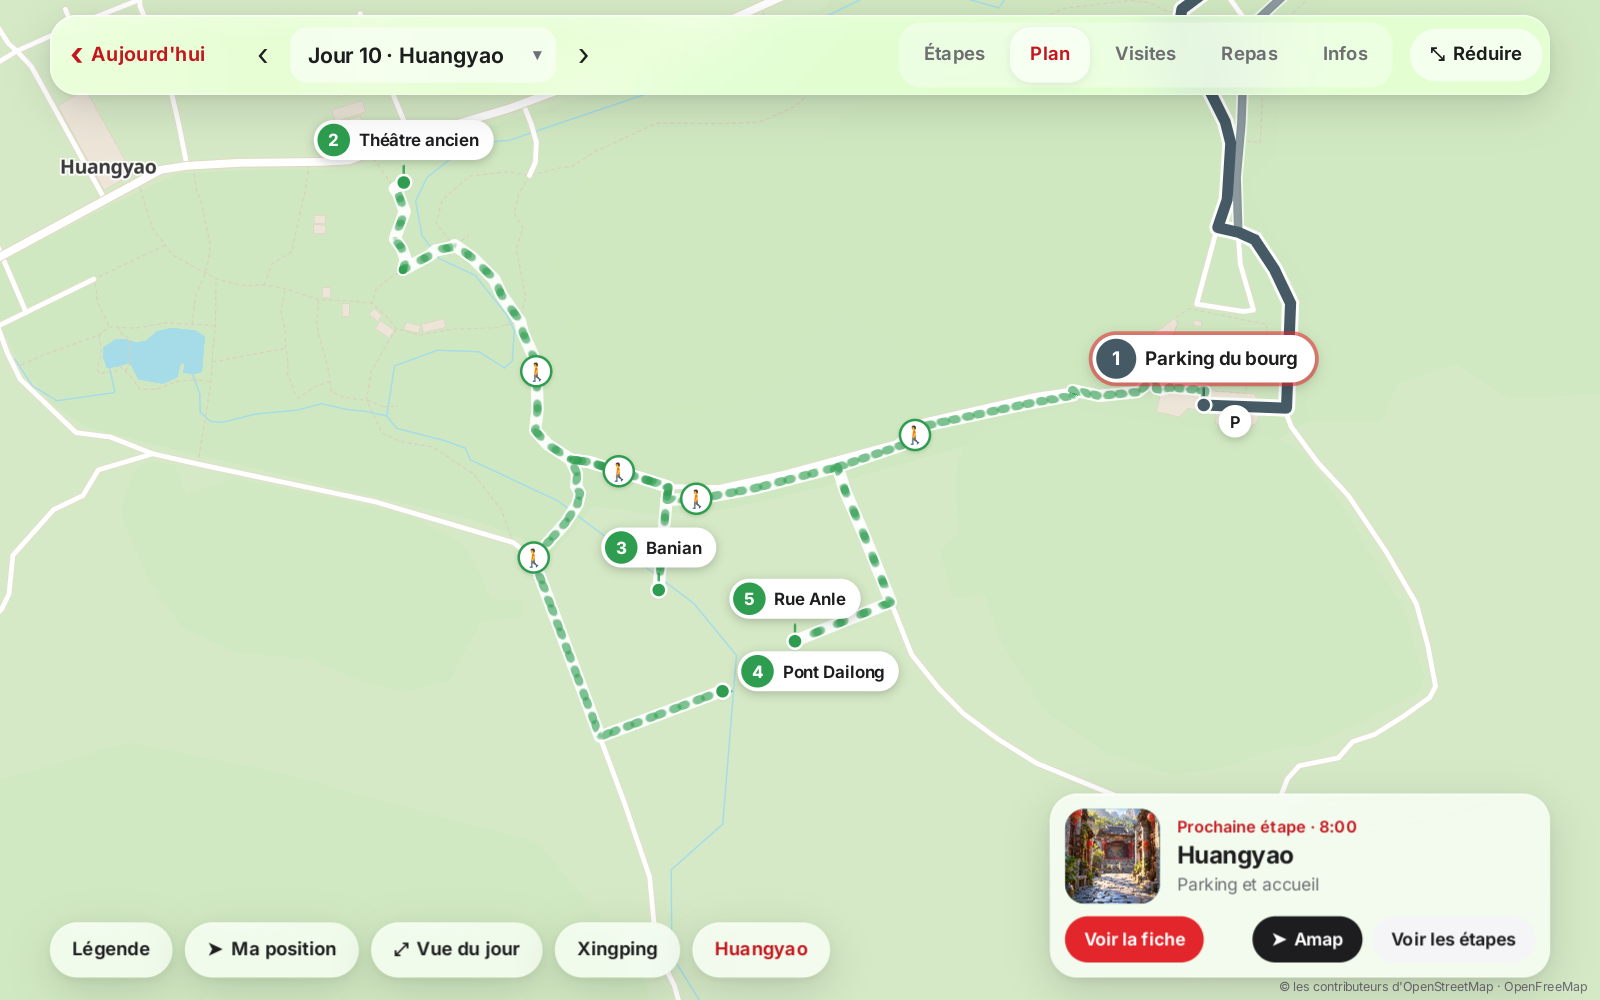 Aujourd'hui
Jour 10 · Huangyao
Étapes
Plan
Visites
Repas
Infos
Réduire
2 Théâtre ancien
Huangyao
1 Parking du bourg
P
3 Banian
5 Rue Anle
4 Pont Dailong
Prochaine étape · 8:00
Huangyao
Parking et accueil
Voir la fiche
Amap
Voir les étapes
Légende
Ma position
Vue du jour
Xingping
Huangyao
© les contributeurs d'OpenStreetMap · OpenFreeMap